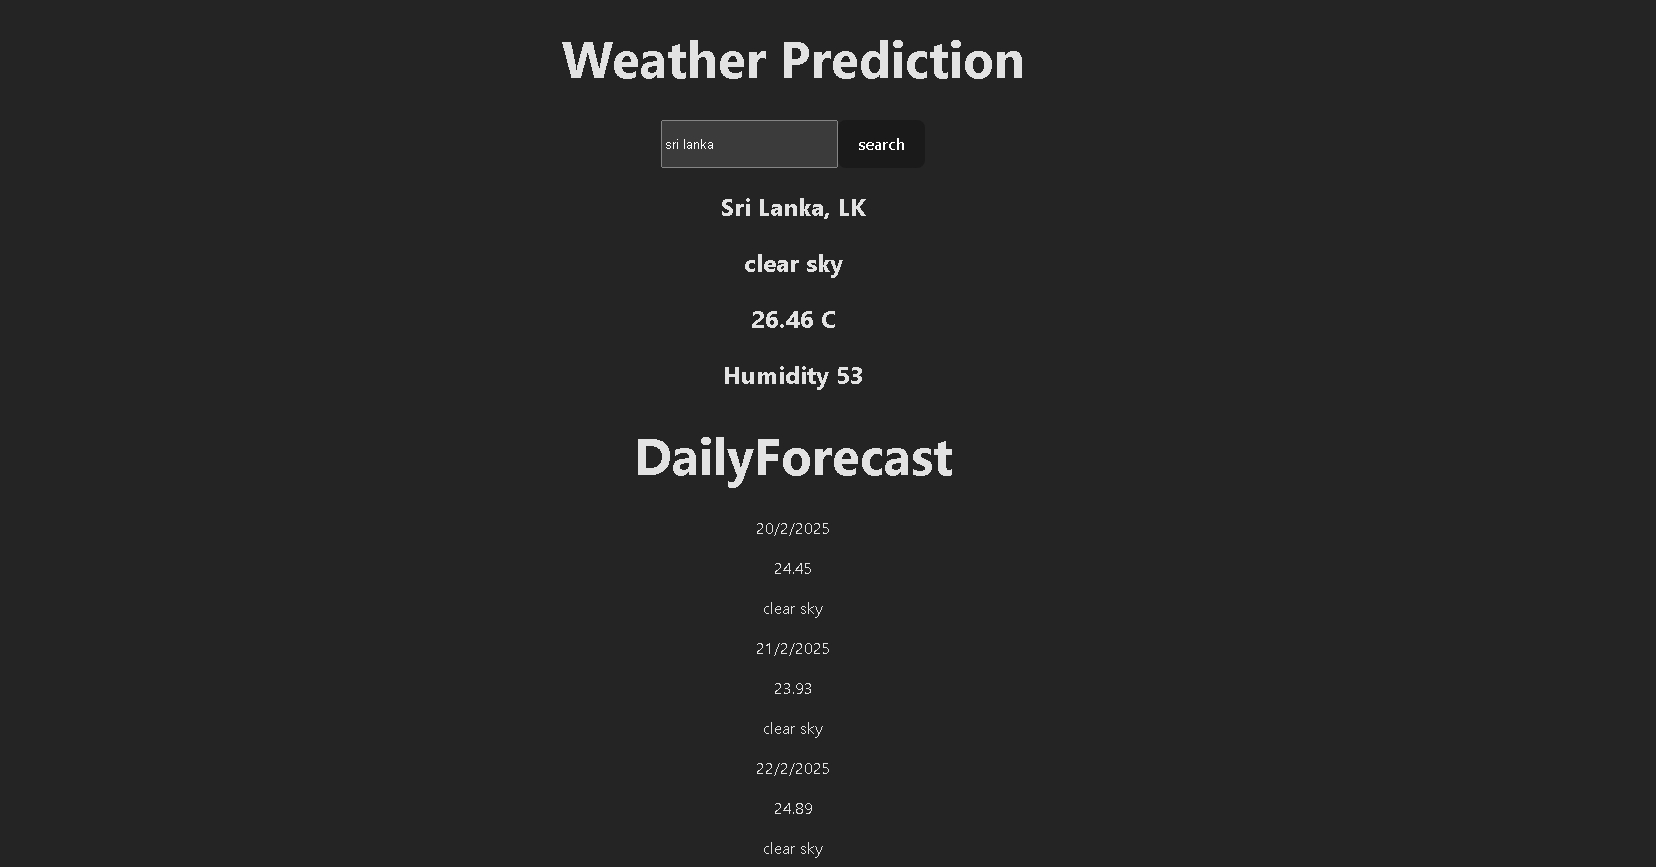 Weather Prediction
sri lanka search
Sri Lanka, LK
clear sky
26.46 C
Humidity 53
DailyForecast
20/2/2025
24.45
clear sky
21/2/2025
23.93
clear sky
22/2/2025
24.89
clear sky